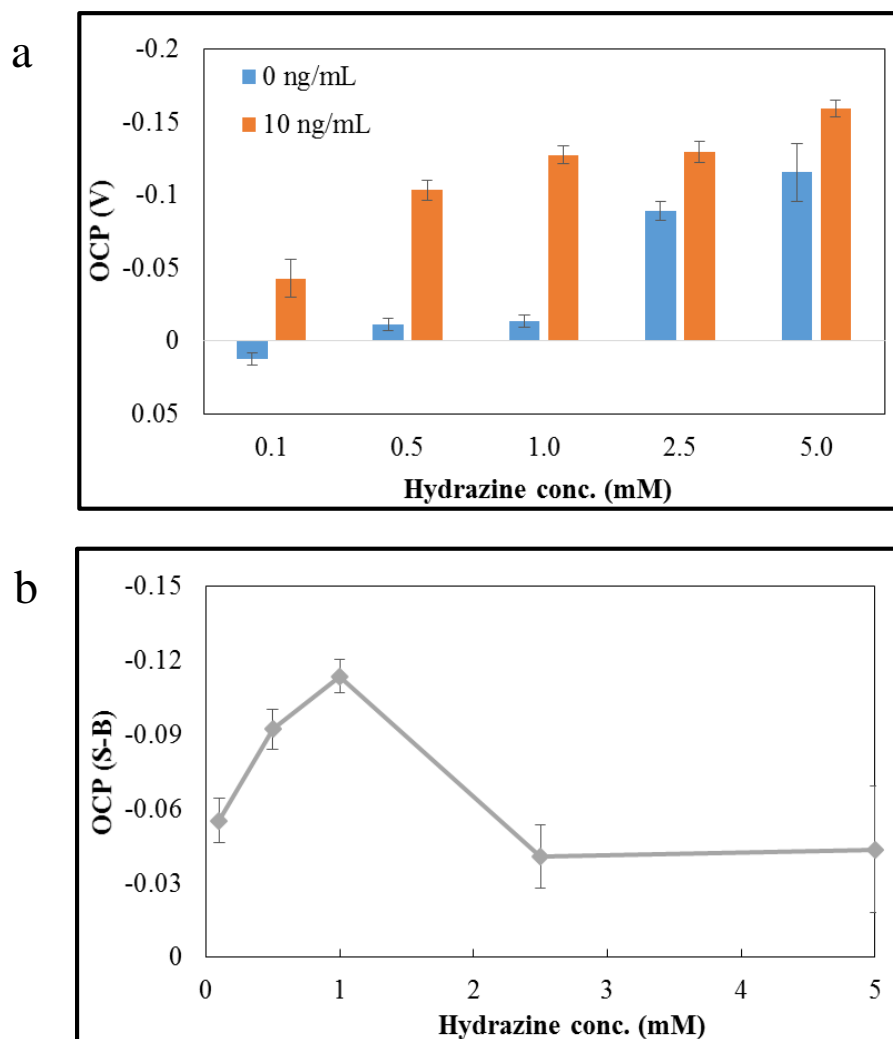 a
-0.2
-0.15
-0.1
-0.05
0
0.05
OCP (V)
0 ng/mL
10 ng/mL
0.1 0.5 1.0 2.5 5.0
Hydrazine conc. (mM)
b
-0.15
-0.12
-0.09
-0.06
-0.03
0
OCP (S-B)
0 1 2 3 4 5
Hydrazine conc. (mM)